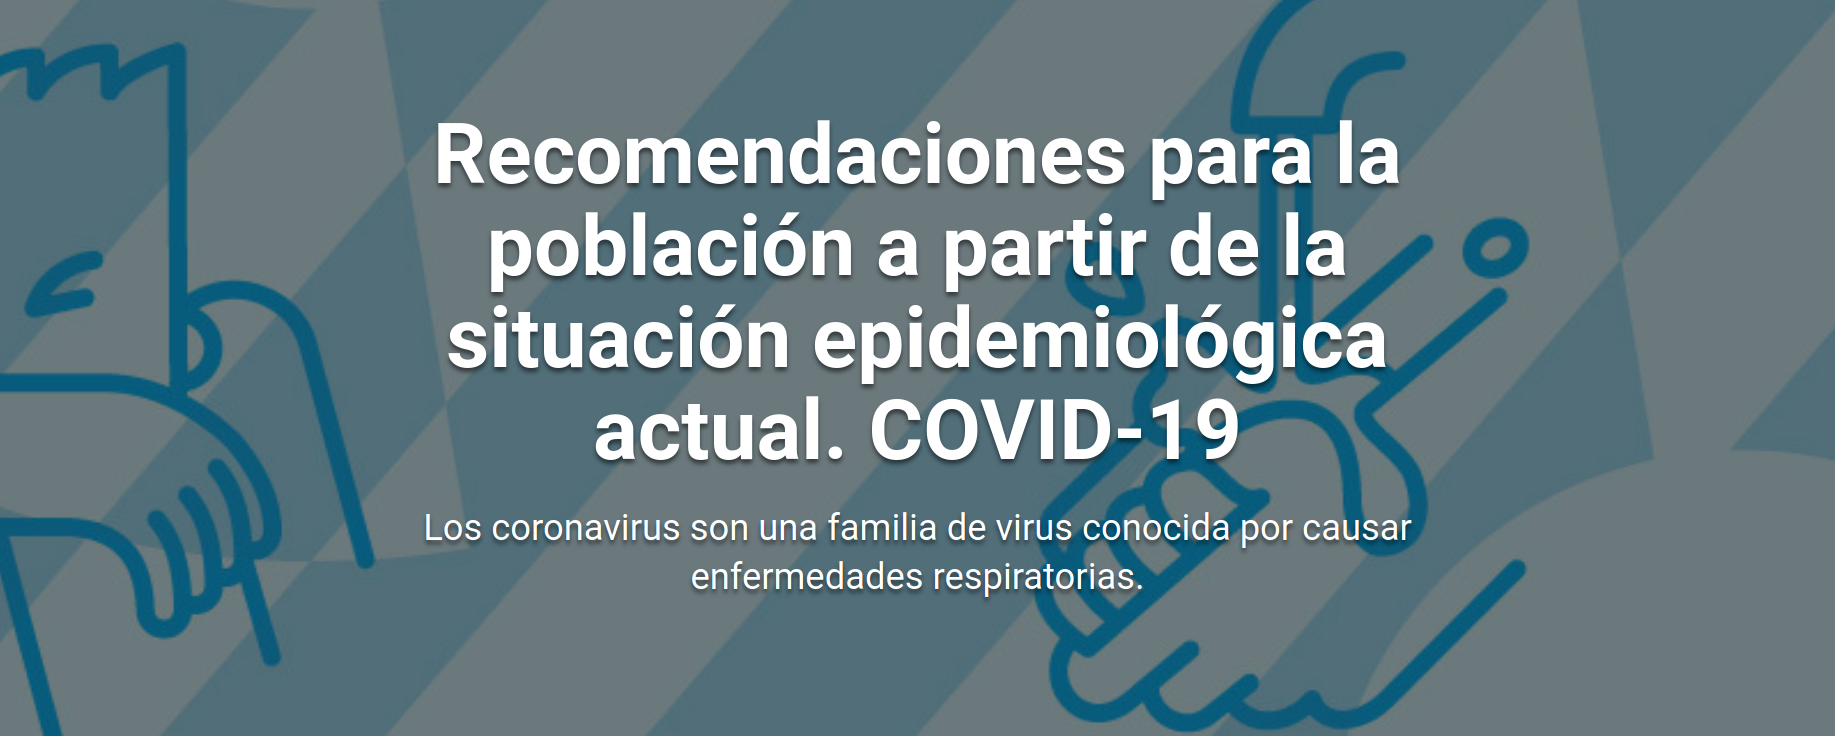 Recomendaciones para la
población a partir de la
situación epidemiológica
actual. COVID-19
Los coronavirus son una familia de virus conocida por causar
enfermedades respiratorias.